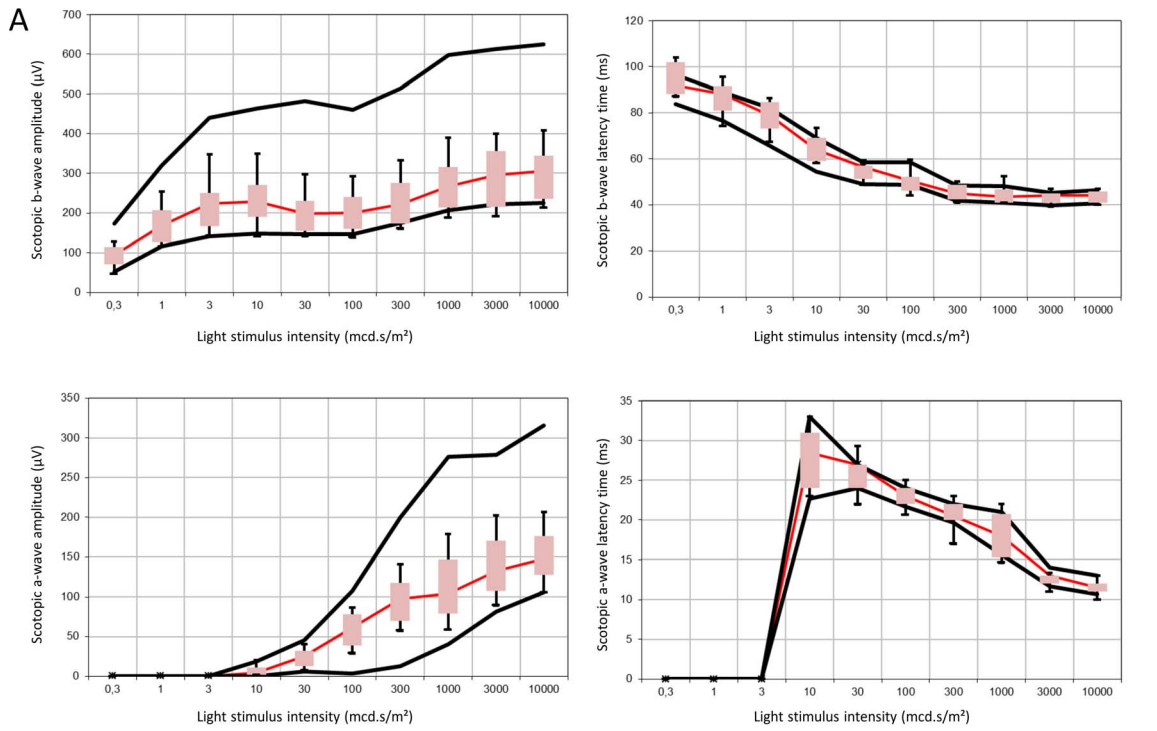 A
Scotopic b-wave amplitude (µV)
700
600
500
400
300
200
100
0
0,3 1 3 10 30 100 300 1000 3000 10000
Light stimulus intensity (mcd.s/m²)
Scotopic b-wave latency time (ms)
120
100
80
60
40
20
0
0,3 1 3 10 30 100 300 1000 3000 10000
Light stimulus intensity (mcd.s/m²)
Scotopic a-wave amplitude (µV)
350
300
250
200
150
100
50
0
0,3 1 3 10 30 100 300 1000 3000 10000
Light stimulus intensity (mcd.s/m²)
Scotopic a-wave latency time (ms)
35
30
25
20
15
10
5
0
0,3 1 3 10 30 100 300 1000 3000 10000
Light stimulus intensity (mcd.s/m²)